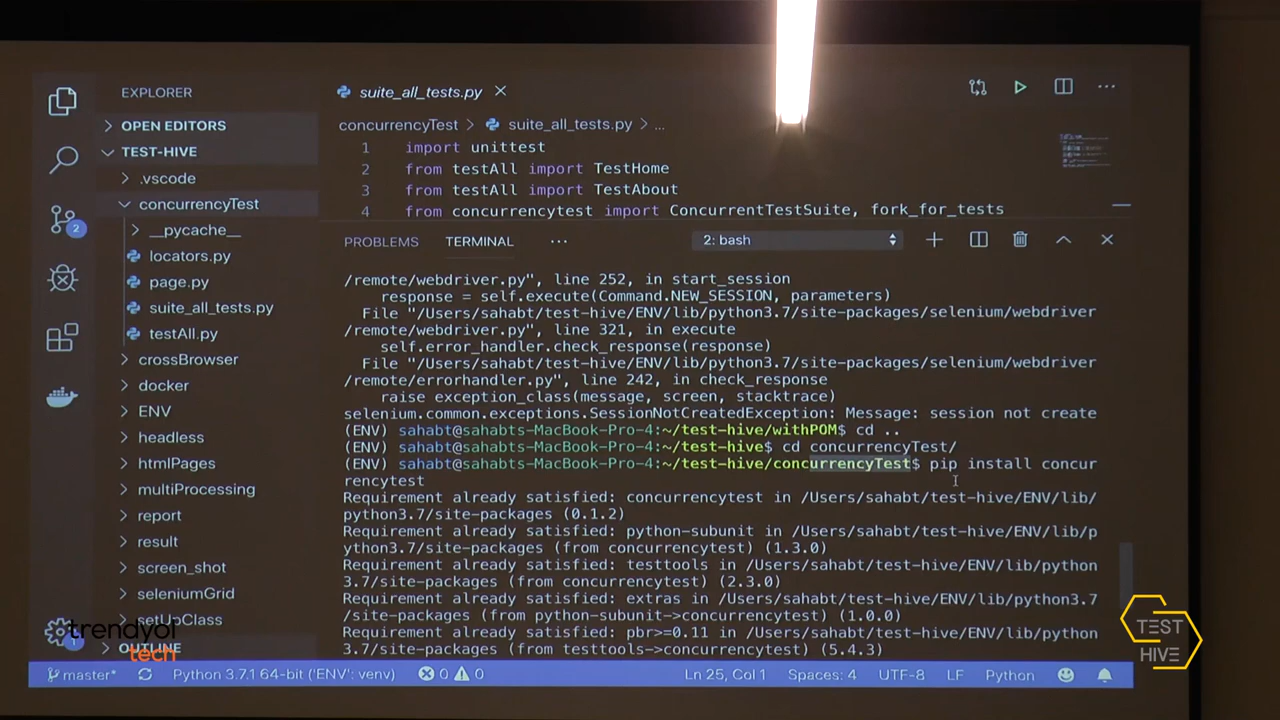 EXPLORER
OPEN EDITORS
TEST-HIVE
.vscode
concurrencyTest
__pycache__
locators.py
page.py
suite_all_tests.py
testAll.py
crossBrowser
docker
ENV
headless
htmlPages
multiProcessing
report
result
screen_shot
seleniumGrid
setUpClass
OUTLINE
2
1
suite_all_tests.py
concurrencyTest > suite_all_tests.py > ...
1 import unittest
2 from testAll import TestHome
3 from testAll import TestAbout
4 from concurrencytest import ConcurrentTestSuite, fork_for_tests
PROBLEMS TERMINAL ... 2: bash
/remote/webdriver.py", line 252, in start_session
response = self.execute(Command.NEW_SESSION, parameters)
File "/Users/sahabt/test-hive/ENV/lib/python3.7/site-packages/selenium/webdriver
/remote/webdriver.py", line 321, in execute
self.error_handler.check_response(response)
File "/Users/sahabt/test-hive/ENV/lib/python3.7/site-packages/selenium/webdriver
/remote/errorhandler.py", line 242, in check_response
raise exception_class(message, screen, stacktrace)
selenium.common.exceptions.SessionNotCreatedException: Message: session not create
(ENV) sahabt@sahabts-MacBook-Pro-4:~/test-hive/withPOM$ cd ..
(ENV) sahabt@sahabts-MacBook-Pro-4:~/test-hive$ cd concurrencyTest/
(ENV) sahabt@sahabts-MacBook-Pro-4:~/test-hive/concurrencyTest$ pip install concur
rencytest
Requirement already satisfied: concurrencytest in /Users/sahabt/test-hive/ENV/lib/
python3.7/site-packages (0.1.2)
Requirement already satisfied: python-subunit in /Users/sahabt/test-hive/ENV/lib/p
ython3.7/site-packages (from concurrencytest) (1.3.0)
Requirement already satisfied: testtools in /Users/sahabt/test-hive/ENV/lib/python
3.7/site-packages (from concurrencytest) (2.3.0)
Requirement already satisfied: extras in /Users/sahabt/test-hive/ENV/lib/python3.7
/site-packages (from python-subunit->concurrencytest) (1.0.0)
Requirement already satisfied: pbr>=0.11 in /Users/sahabt/test-hive/ENV/lib/python
3.7/site-packages (from testtools->concurrencytest) (5.4.3)
master* Python 3.7.1 64-bit ('ENV': venv) 0 0 Ln 25, Col 1 Spaces: 4 UTF-8 LF Python
trendyol
tech
TEST
HIVE